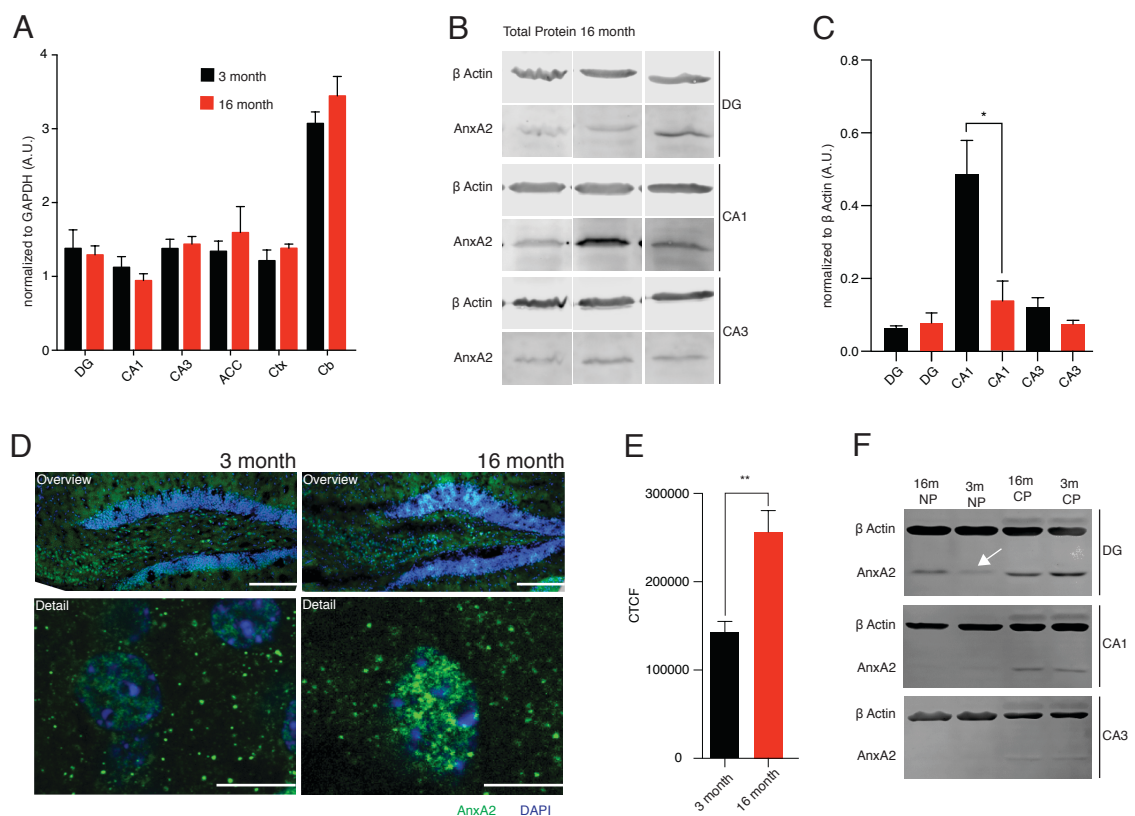 A
normalized to GAPDH (A.U.)
4
3
2
1
0
3 month
16 month
DG
CA1
CA3
ACC
Ctx
Cb
B
Total Protein 16 month
β Actin
AnxA2
DG
β Actin
AnxA2
CA1
β Actin
AnxA2
CA3
C
normalized to β Actin (A.U.)
0.8
0.6
0.4
0.2
0.0
*
DG
DG
CA1
CA1
CA3
CA3
D
3 month
16 month
Overview
Overview
Detail
Detail
AnxA2
DAPI
E
CTCF
300000
200000
100000
0
**
3 month
16 month
F
16m NP
3m NP
16m CP
3m CP
β Actin
AnxA2
DG
β Actin
AnxA2
CA1
β Actin
AnxA2
CA3